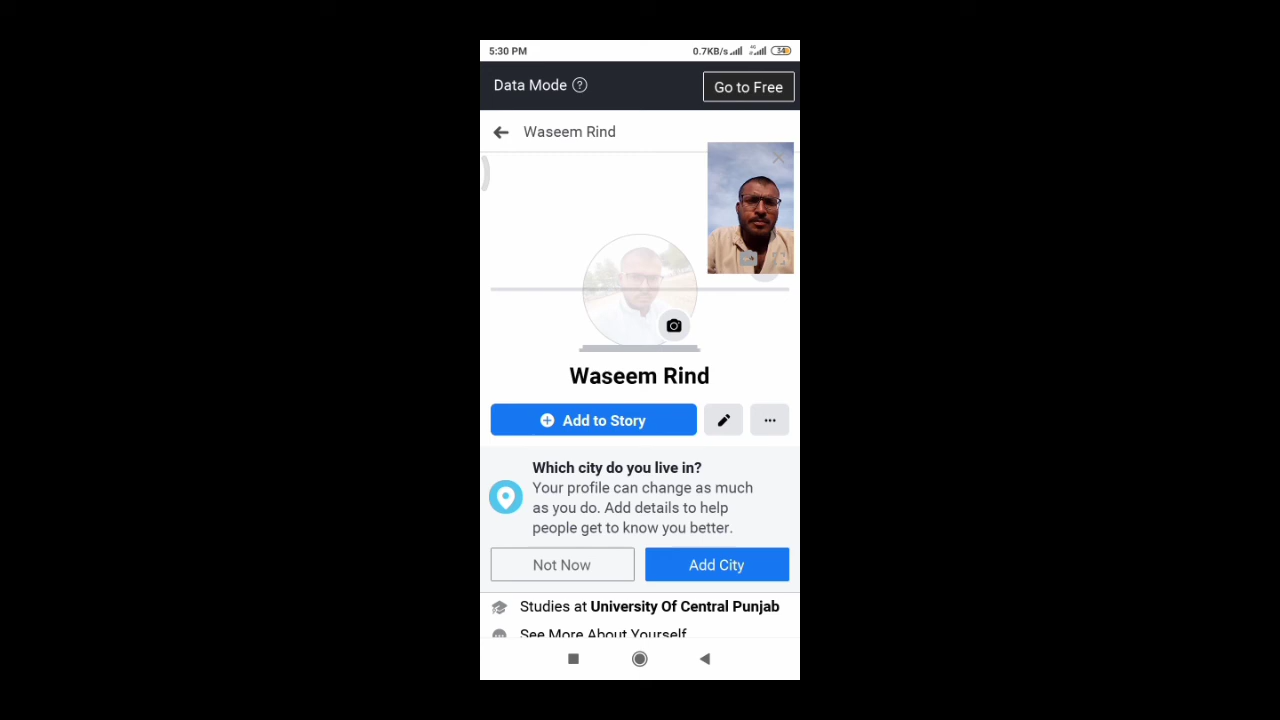 5:30 PM
0.7KB/s
4G
34
Data Mode
Go to Free
Waseem Rind
Waseem Rind
Add to Story
Which city do you live in?
Your profile can change as much
as you do. Add details to help
people get to know you better.
Not Now
Add City
Studies at University Of Central Punjab
See More About Yourself